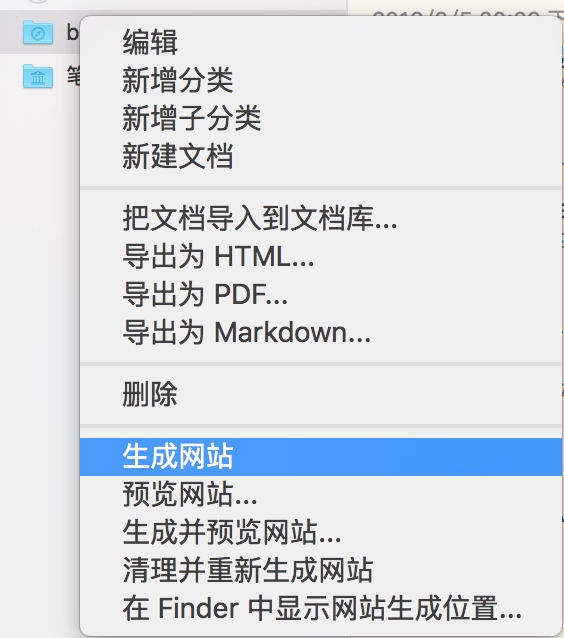 编辑
新增分类
新增子分类
新建文档
把文档导入到文档库...
导出为 HTML...
导出为 PDF...
导出为 Markdown...
删除
生成网站
预览网站...
生成并预览网站...
清理并重新生成网站
在 Finder 中显示网站生成位置...